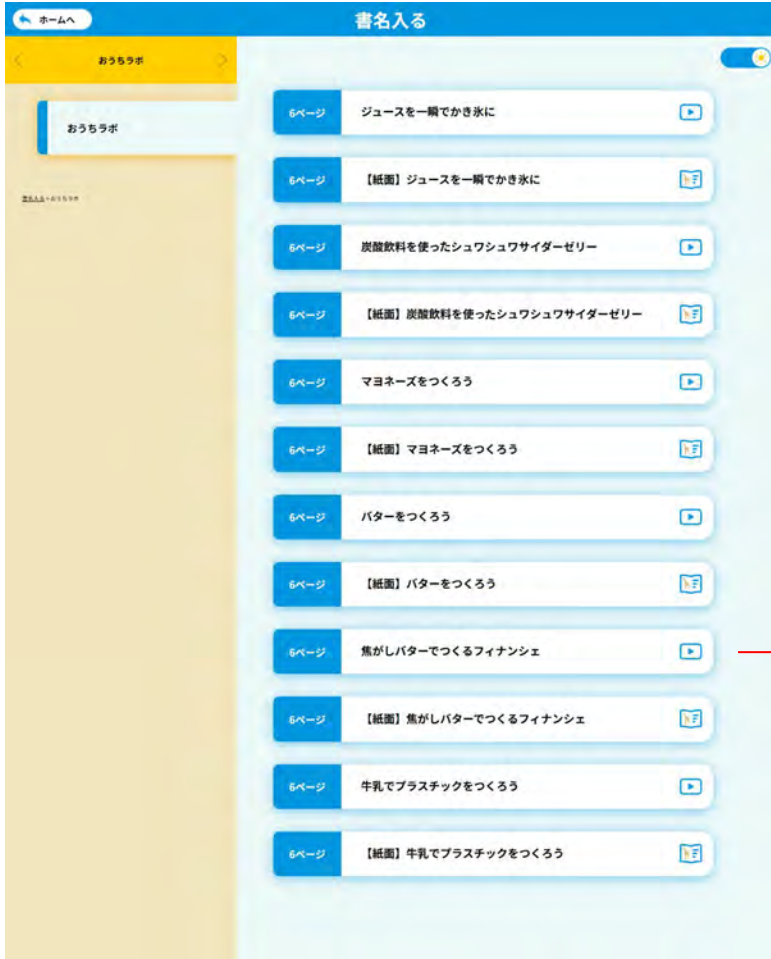 ホームへ
書名入る
おうちラボ
おうちラボ
書名入る>おうちラボ
6ページ ジュースを一瞬でかき氷に
6ページ 【紙面】ジュースを一瞬でかき氷に
6ページ 炭酸飲料を使ったシュワシュワサイダーゼリー
6ページ 【紙面】炭酸飲料を使ったシュワシュワサイダーゼリー
6ページ マヨネーズをつくろう
6ページ 【紙面】マヨネーズをつくろう
6ページ バターをつくろう
6ページ 【紙面】バターをつくろう
6ページ 焦がしバターでつくるフィナンシェ
6ページ 【紙面】焦がしバターでつくるフィナンシェ
6ページ 牛乳でプラスチックをつくろう
6ページ 【紙面】牛乳でプラスチックをつくろう